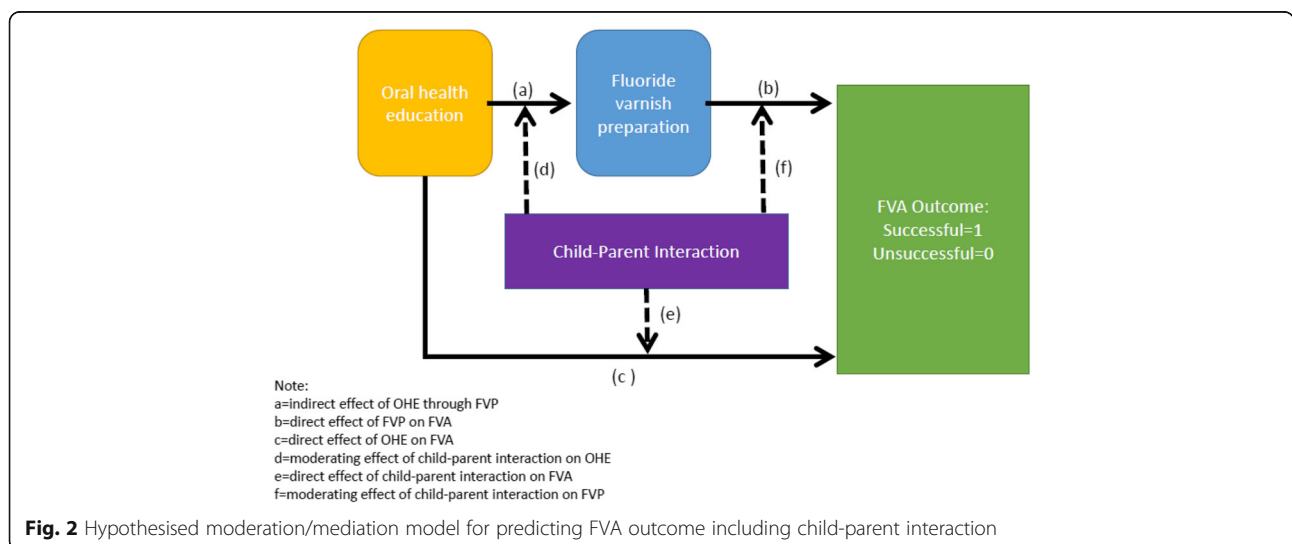 Oral health
education
(a)
Fluoride
varnish
preparation
(b)
(d)
(f)
FVA Outcome:
Successful=1
Unsuccessful=0
Child-Parent Interaction
(e)
(c )
Note:
a=indirect effect of OHE through FVP
b=direct effect of FVP on FVA
c=direct effect of OHE on FVA
d=moderating effect of child-parent interaction on OHE
e=direct effect of child-parent interaction on FVA
f=moderating effect of child-parent interaction on FVP
Fig. 2 Hypothesised moderation/mediation model for predicting FVA outcome including child-parent interaction